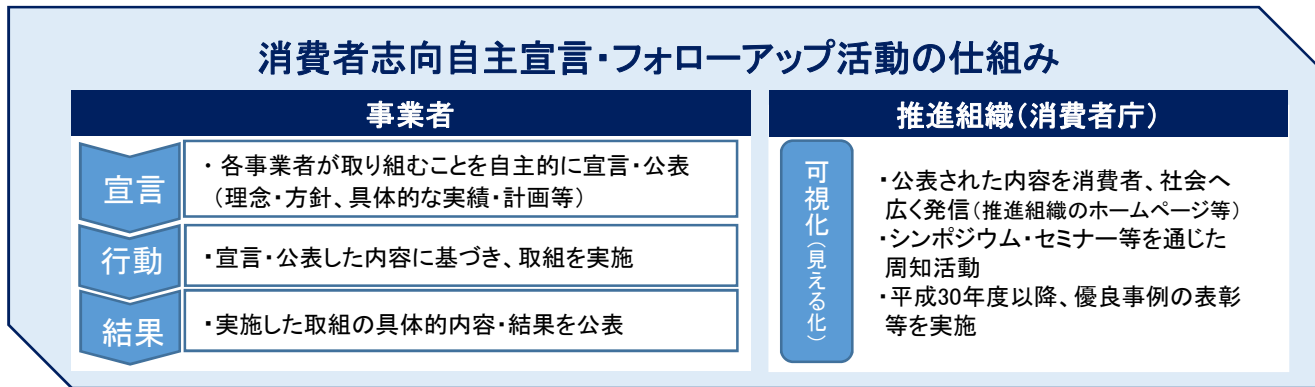 消費者志向自主宣言・フォローアップ活動の仕組み
事業者
宣言
・各事業者が取り組むことを自主的に宣言・公表
（理念・方針、具体的な実績・計画等）
行動
・宣言・公表した内容に基づき、取組を実施
結果
・実施した取組の具体的内容・結果を公表
推進組織（消費者庁）
可視化（見える化）
・公表された内容を消費者、社会へ
広く発信（推進組織のホームページ等）
・シンポジウム・セミナー等を通じた
周知活動
・平成30年度以降、優良事例の表彰
等を実施